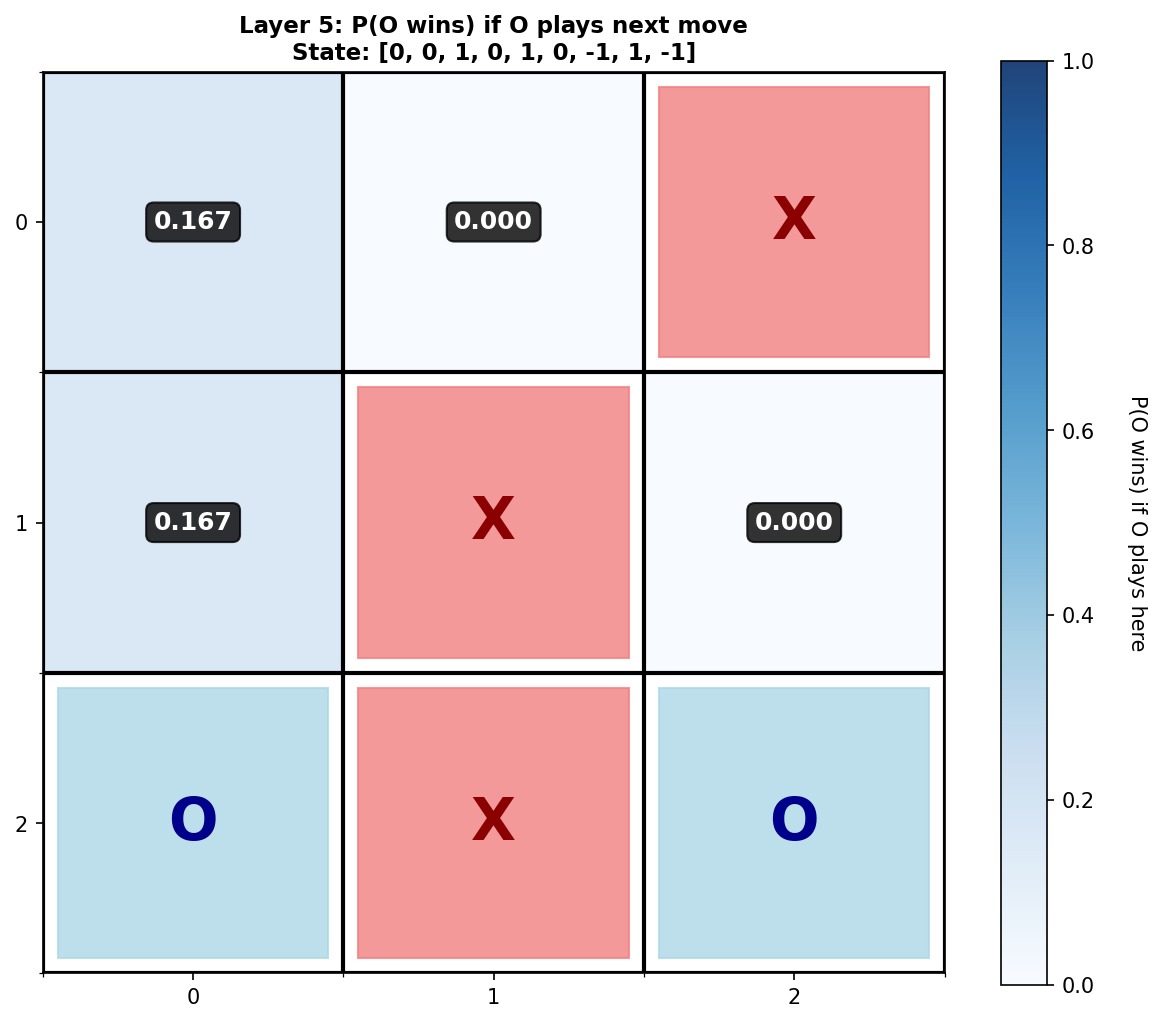 Layer 5: P(O wins) if O plays next move
State: [0, 0, 1, 0, 1, 0, -1, 1, -1]
0 0.167 0.000 X
1 0.167 X 0.000
2 O X O
0 1 2
1.0
0.8
0.6
0.4
0.2
0.0
P(O wins) if O plays here